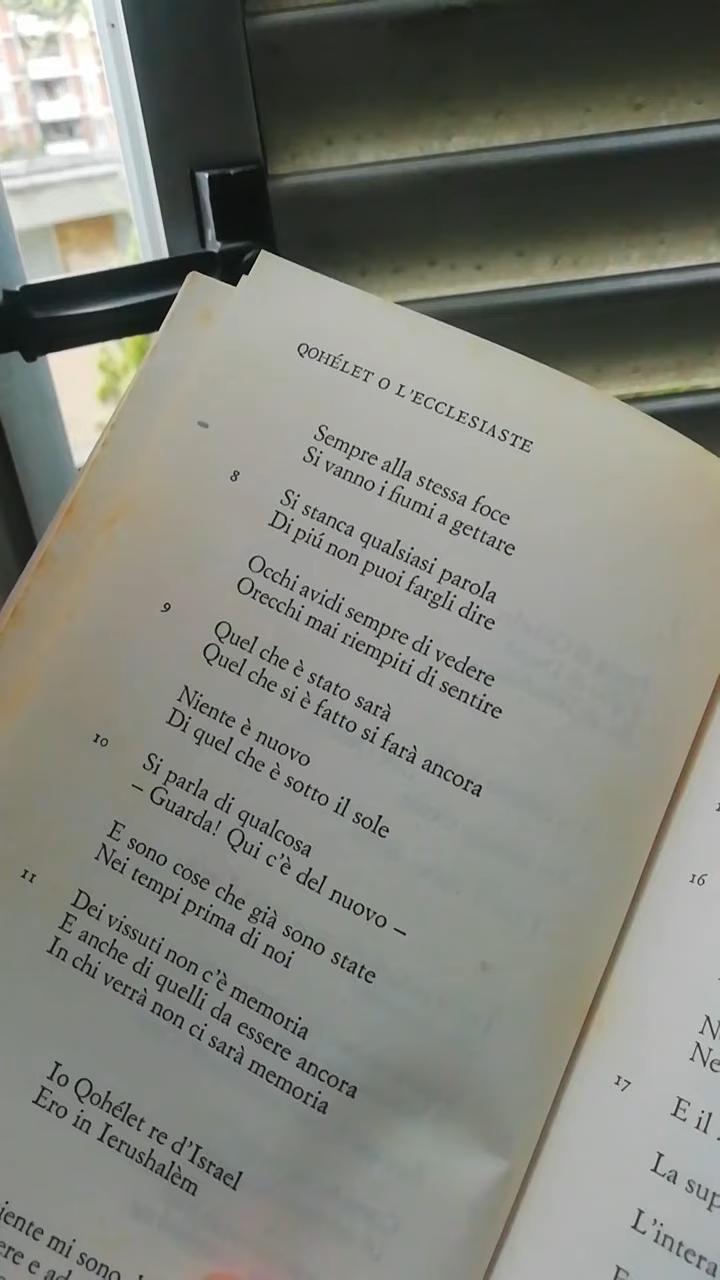 QOHÉLET O L'ECCLESIASTE
Sempre alla stessa foce
Si vanno i fiumi a gettare
8
Si stanca qualsiasi parola
Di piú non puoi fargli dire
Occhi avidi sempre di vedere
Orecchi mai riempiti di sentire
9
Quel che è stato sarà
Quel che si è fatto si farà ancora
Niente è nuovo
Di quel che è sotto il sole
10
Si parla di qualcosa
– Guarda! Qui c'è del nuovo –
E sono cose che già sono state
Nei tempi prima di noi
11
Dei vissuti non c'è memoria
E anche di quelli da essere ancora
In chi verrà non ci sarà memoria
Io Qohélet re d'Israel
Ero in Ierushalèm
mi sono
e
16
17
E il
La